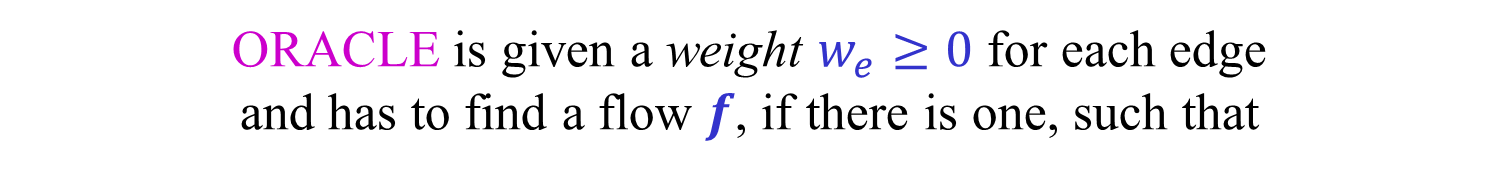 ORACLE is given a weight wₑ ≥ 0 for each edge
and has to find a flow f, if there is one, such that